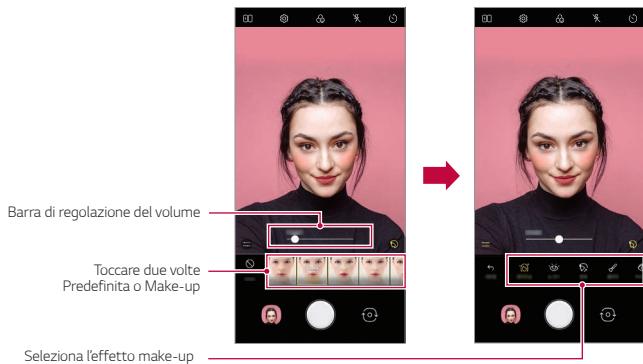 Barra di regolazione del volume
Toccare due volte
Predefinita o Make-up
Seleziona l'effetto make-up